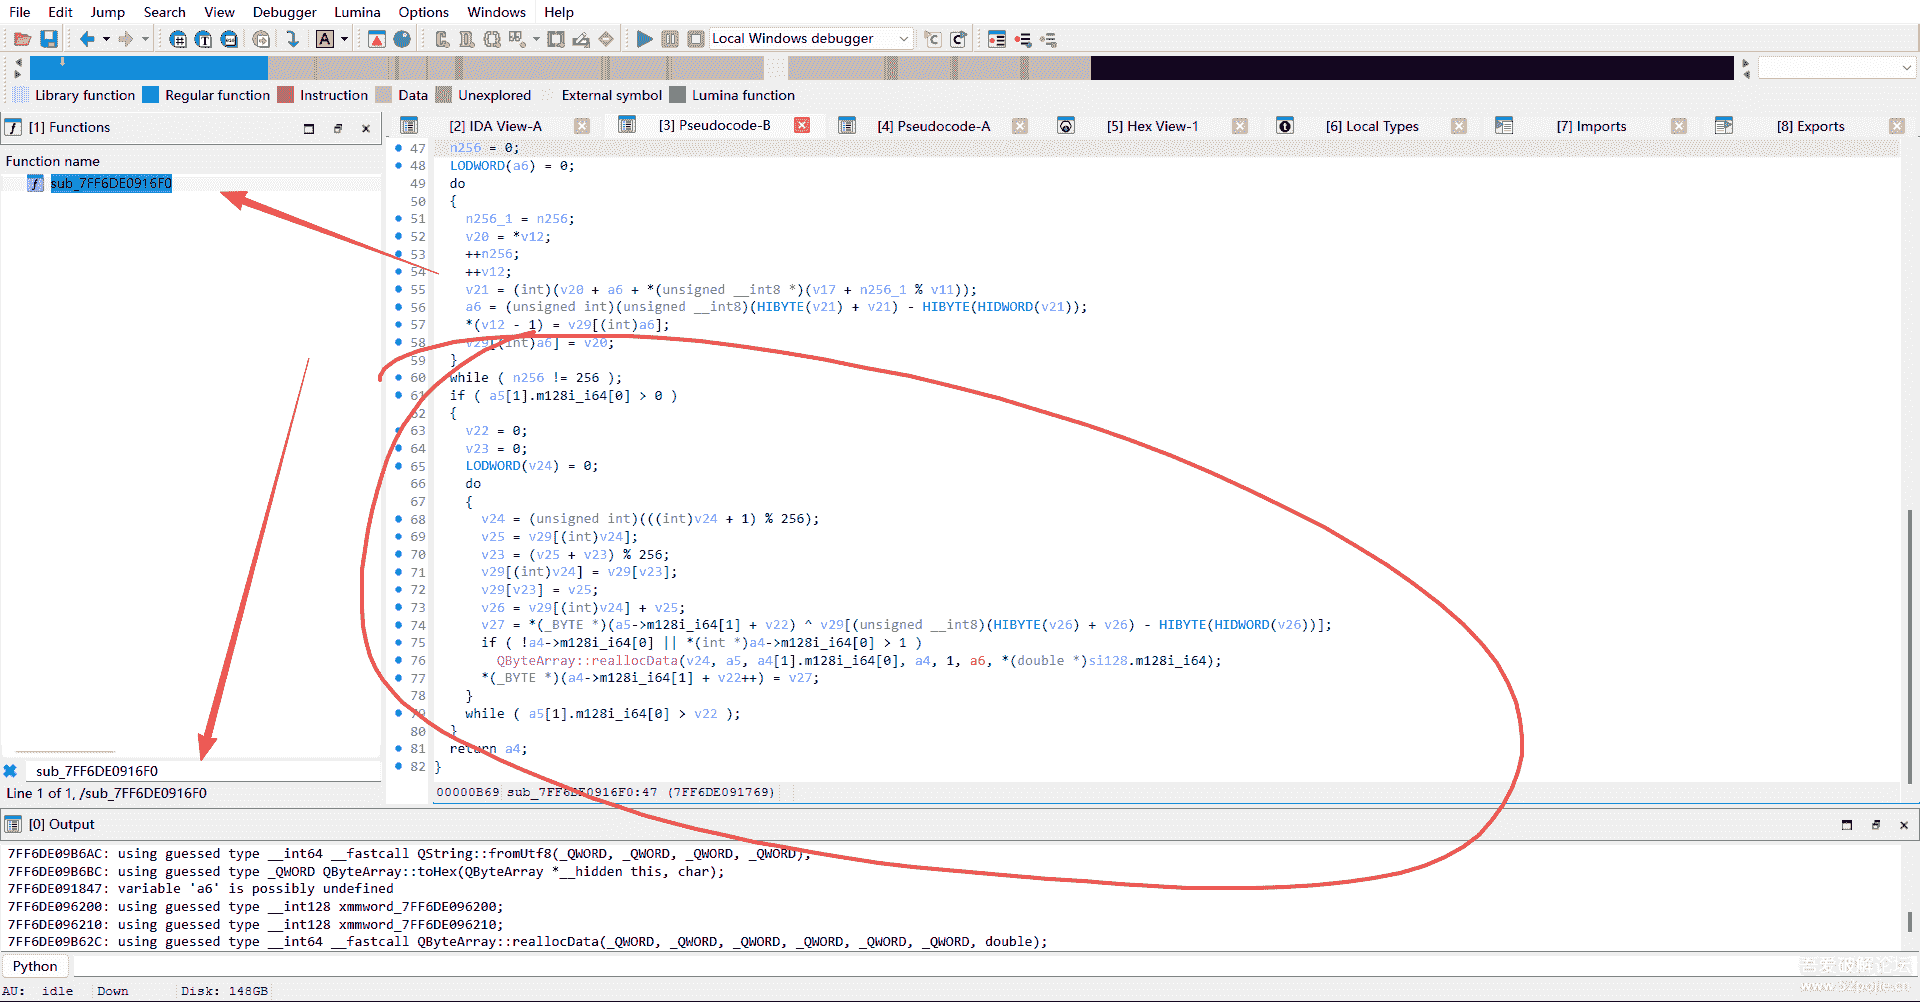 File Edit Jump Search View Debugger Lumina Options Windows Help
Local Windows debugger
Library function Regular function Instruction Data Unexplored External symbol Lumina function
[1] Functions
[2] IDA View-A [3] Pseudocode-B [4] Pseudocode-A [5] Hex View-1 [6] Local Types [7] Imports [8] Exports
Function name
sub_7FF6DE0916F0
47 n256 = 0;
48 LODWORD(a6) = 0;
49 do
50 {
51 n256_1 = n256;
52 v20 = *v12;
53 ++n256;
54 ++v12;
55 v21 = (int)(v20 + a6 + *(unsigned __int8 *)(v17 + n256_1 % v11));
56 a6 = (unsigned int)(unsigned __int8)(HIBYTE(v21) + v21) - HIBYTE(HIDWORD(v21));
57 *(v12 - 1) = v29[(int)a6];
58 v29[(int)a6] = v20;
59 }
60 while ( n256 != 256 );
61 if ( a5[1].m128i_i64[0] > 0 )
62 {
63 v22 = 0;
64 v23 = 0;
65 LODWORD(v24) = 0;
66 do
67 {
68 v24 = (unsigned int)(((int)v24 + 1) % 256);
69 v25 = v29[(int)v24];
70 v23 = (v25 + v23) % 256;
71 v29[(int)v24] = v29[v23];
72 v29[v23] = v25;
73 v26 = v29[(int)v24] + v25;
74 v27 = *(_BYTE *)(a5->m128i_i64[1] + v22) ^ v29[(unsigned __int8)(HIBYTE(v26) + v26) - HIBYTE(HIDWORD(v26))];
75 if ( !a4->m128i_i64[0] || *(int *)a4->m128i_i64[0] > 1 )
76 QByteArray::reallocData(v24, a5, a4[1].m128i_i64[0], a4, 1, a6, *(double *)si128.m128i_i64);
77 *(_BYTE *)(a4->m128i_i64[1] + v22++) = v27;
78 }
79 while ( a5[1].m128i_i64[0] > v22 );
80 }
81 return a4;
82 }
sub_7FF6DE0916F0
Line 1 of 1, /sub_7FF6DE0916F0
00000B69 sub_7FF6DE0916F0:47 (7FF6DE091769)
[0] Output
7FF6DE09B6AC: using guessed type __int64 __fastcall QString::fromUtf8(_QWORD, _QWORD, _QWORD, _QWORD);
7FF6DE09B6BC: using guessed type _QWORD QByteArray::toHex(QByteArray *__hidden this, char);
7FF6DE091847: variable 'a6' is possibly undefined
7FF6DE096200: using guessed type __int128 xmmword_7FF6DE096200;
7FF6DE096210: using guessed type __int128 xmmword_7FF6DE096210;
7FF6DE09B62C: using guessed type __int64 __fastcall QByteArray::reallocData(_QWORD, _QWORD, _QWORD, _QWORD, _QWORD, _QWORD, double);
Python
吾爱破解论坛
AU: idle Down Disk: 148GB
www.52pojie.cn